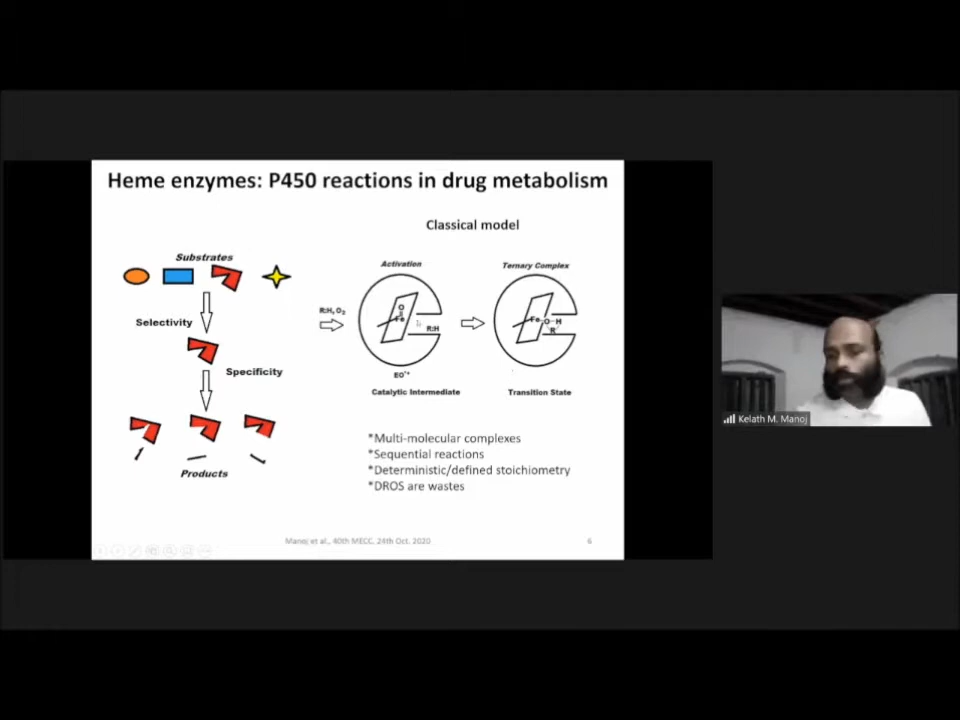 Heme enzymes: P450 reactions in drug metabolism
Classical model
Substrates
Selectivity
Specificity
Products
R:H, O₂
Activation
O
Fe
R:H
EO•+
Catalytic Intermediate
Ternary Complex
Fe O H
R
Transition State
*Multi-molecular complexes
*Sequential reactions
*Deterministic/defined stoichiometry
*DROS are wastes
Manoj et al., 40th MECC, 24th Oct. 2020
6
Kelath M. Manoj